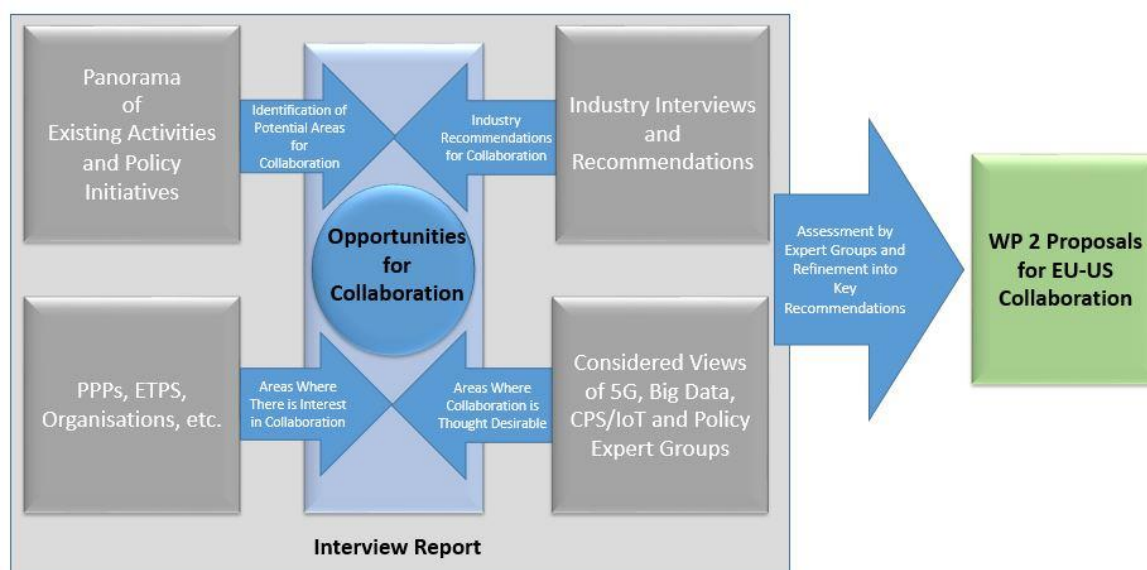 Panorama
of
Existing Activities
and Policy
Initiatives
Identification of
Potential Areas
for
Collaboration
Industry
Recommendations
for Collaboration
Industry Interviews
and
Recommendations
Opportunities
for
Collaboration
PPPs, ETPS,
Organisations, etc.
Areas Where
There is Interest
in Collaboration
Areas Where
Collaboration is
Thought Desirable
Considered Views
of 5G, Big Data,
CPS/IoT and Policy
Expert Groups
Interview Report
Assessment by
Expert Groups and
Refinement into
Key
Recommendations
WP 2 Proposals
for EU-US
Collaboration